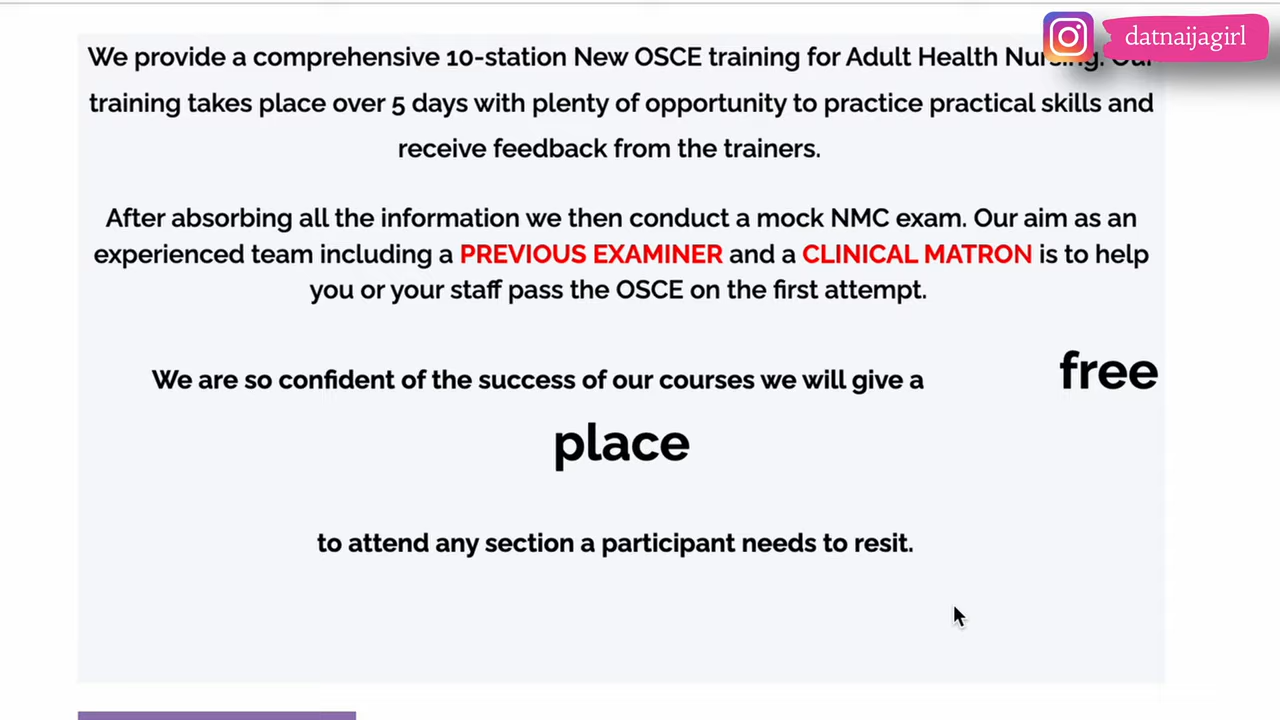 datnaijagirl
We provide a comprehensive 10-station New OSCE training for Adult Health Nursing. Our
training takes place over 5 days with plenty of opportunity to practice practical skills and
receive feedback from the trainers.
After absorbing all the information we then conduct a mock NMC exam. Our aim as an
experienced team including a PREVIOUS EXAMINER and a CLINICAL MATRON is to help
you or your staff pass the OSCE on the first attempt.
We are so confident of the success of our courses we will give a free
place
to attend any section a participant needs to resit.